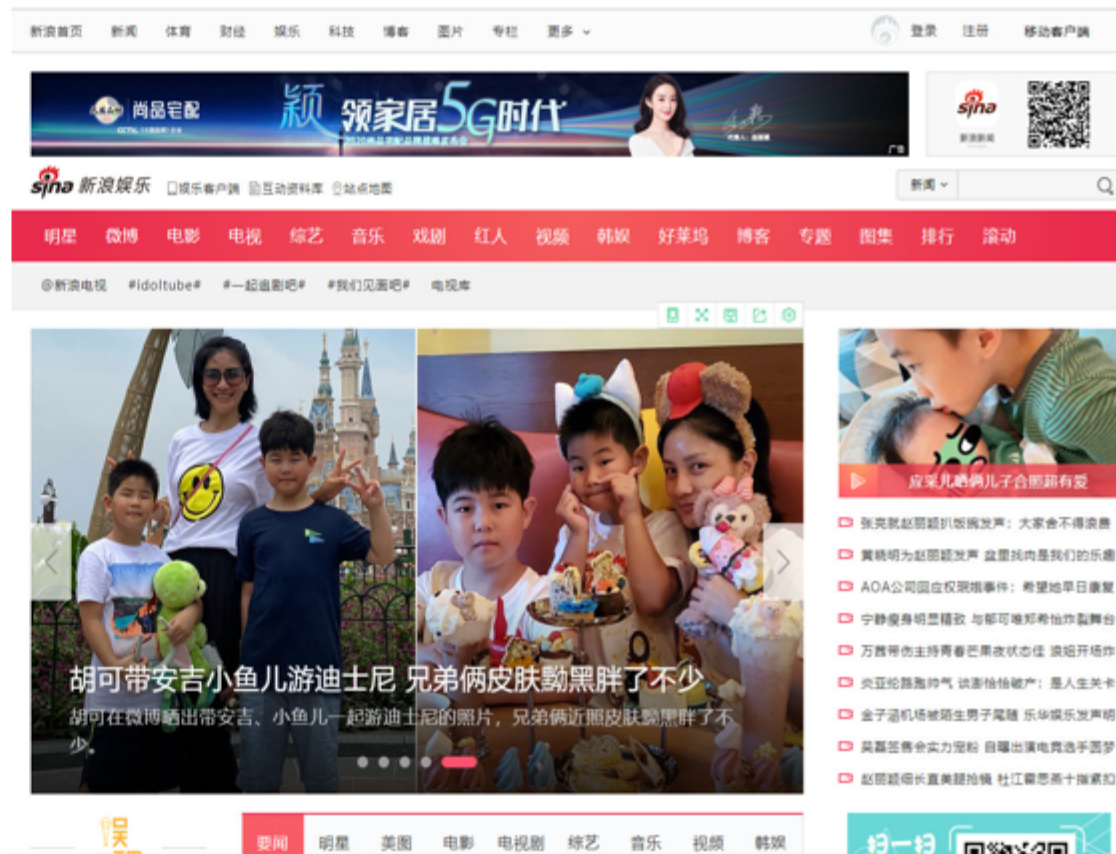 新浪首页 新闻 体育 财经 娱乐 科技 博客 图片 专栏 更多 登录 注册 移动客户端
尚品宅配 颖 领家居5G时代
广告
sina
新浪新闻
sina 新浪娱乐 娱乐客户端 互动资料库 站点地图 新闻
明星 微博 电影 电视 综艺 音乐 戏剧 红人 视频 韩娱 好莱坞 博客 专题 图集 排行 滚动
@新浪电视 #idoltube# #一起追剧吧# #我们见面吧# 电视库
胡可带安吉小鱼儿游迪士尼 兄弟俩皮肤黝黑胖了不少
胡可在微博晒出带安吉、小鱼儿一起游迪士尼的照片，兄弟俩近照皮肤黝黑胖了不
少。
应采儿晒俩儿子合照超有爱
张亮就赵丽颖扒饭碗发声：大家舍不得浪费
黄晓明为赵丽颖发声 盆里找肉是我们的乐趣
AOA公司回应权珉娥事件：希望她早日康复
宁静瘦身明显精致 与郁可唯郑希怡炸裂舞台
万茜带伤主持青春芒果夜状态佳 浪姐开场炸
炎亚纶路跑帅气 谈澎恰恰破产：是人生关卡
金子涵机场被陌生男子尾随 乐华娱乐发声明
吴磊签售会实力宠粉 自曝出演电竞选手圆梦
赵丽颖细长直美腿抢镜 杜江霍思燕十指紧扣
要闻 明星 美图 电影 电视剧 综艺 音乐 视频 韩娱
扫一扫